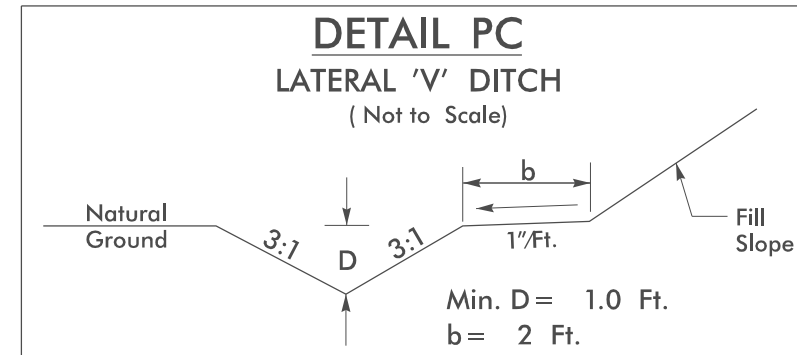 DETAIL PC
LATERAL 'V' DITCH
( Not to Scale)
b
Natural
Ground
3:1
D
3:1
1"/Ft.
Fill
Slope
Min. D = 1.0 Ft.
b = 2 Ft.